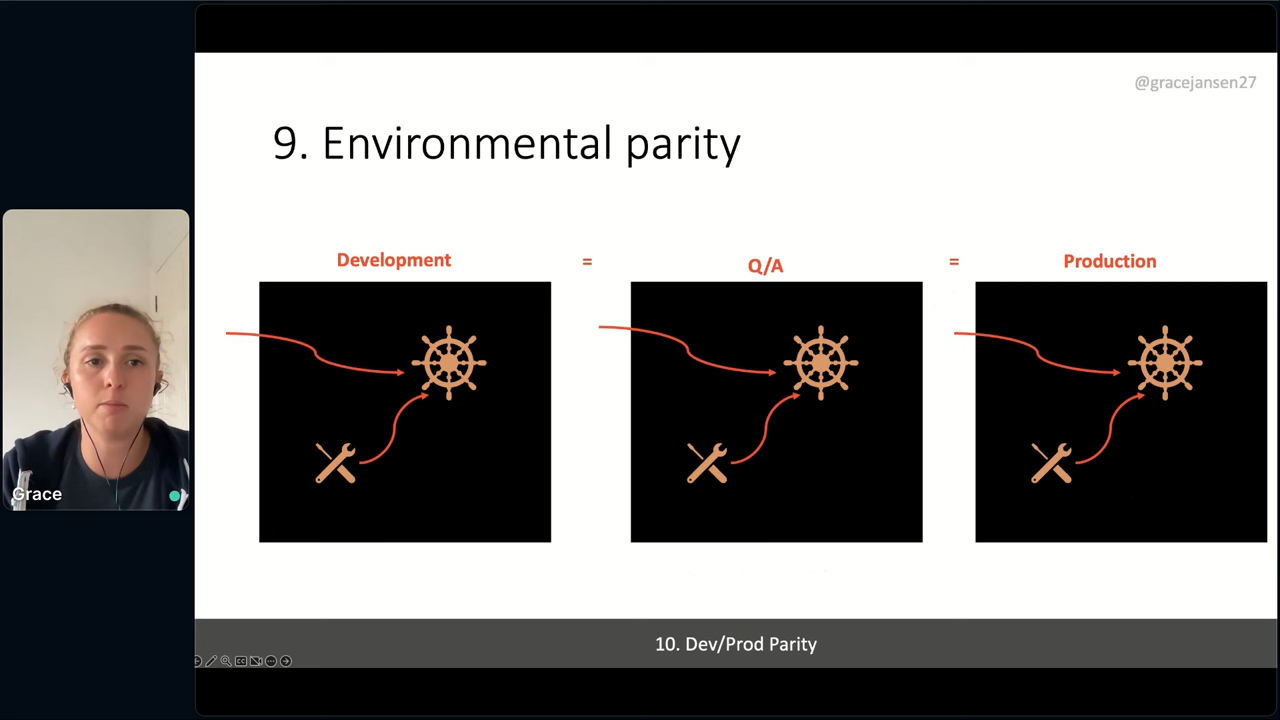 @gracejansen27
9. Environmental parity
Development = Q/A = Production
Grace
10. Dev/Prod Parity